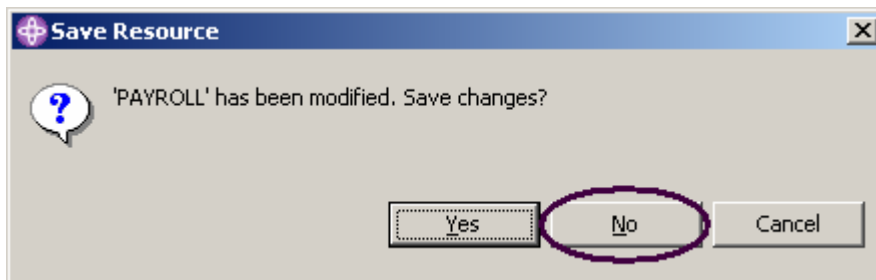 Save Resource
'PAYROLL' has been modified. Save changes?
Yes No Cancel